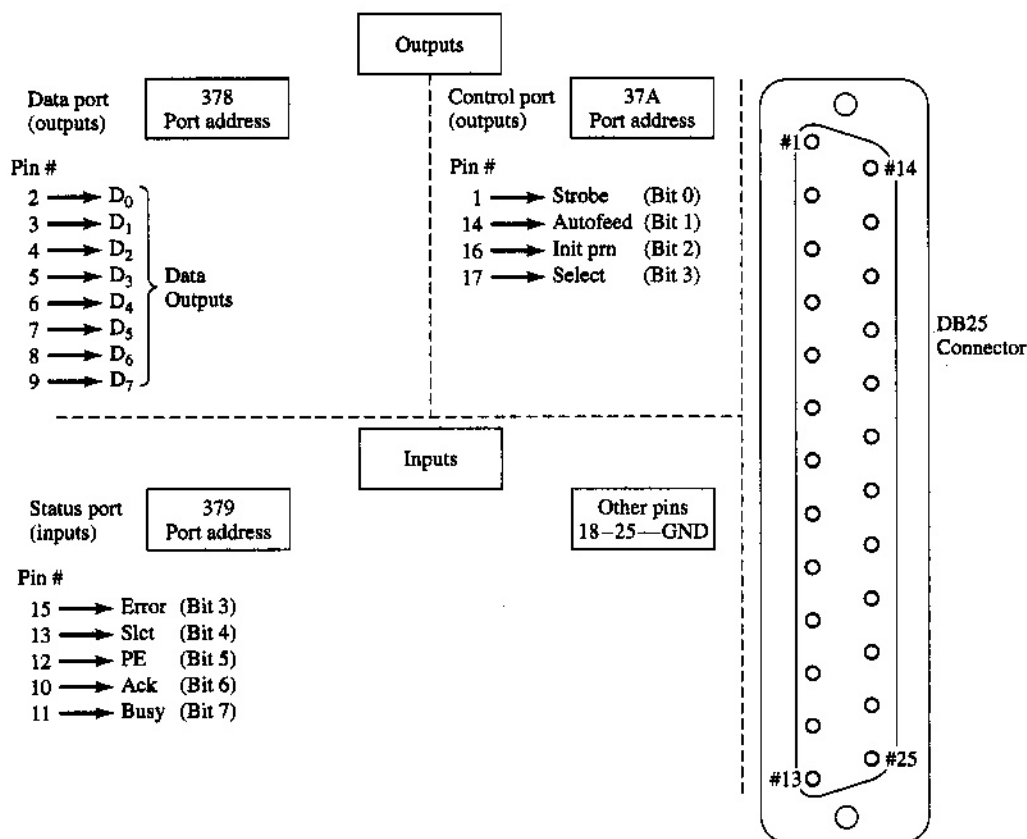 Outputs
Data port
(outputs)
378
Port address
Pin #
2 D0
3 D1
4 D2
5 D3
6 D4
7 D5
8 D6
9 D7
Data
Outputs
Control port
(outputs)
37A
Port address
Pin #
1 Strobe (Bit 0)
14 Autofeed (Bit 1)
16 Init prn (Bit 2)
17 Select (Bit 3)
Inputs
Status port
(inputs)
379
Port address
Other pins
18–25—GND
Pin #
15 Error (Bit 3)
13 Slct (Bit 4)
12 PE (Bit 5)
10 Ack (Bit 6)
11 Busy (Bit 7)
#1
#14
DB25
Connector
#25
#13